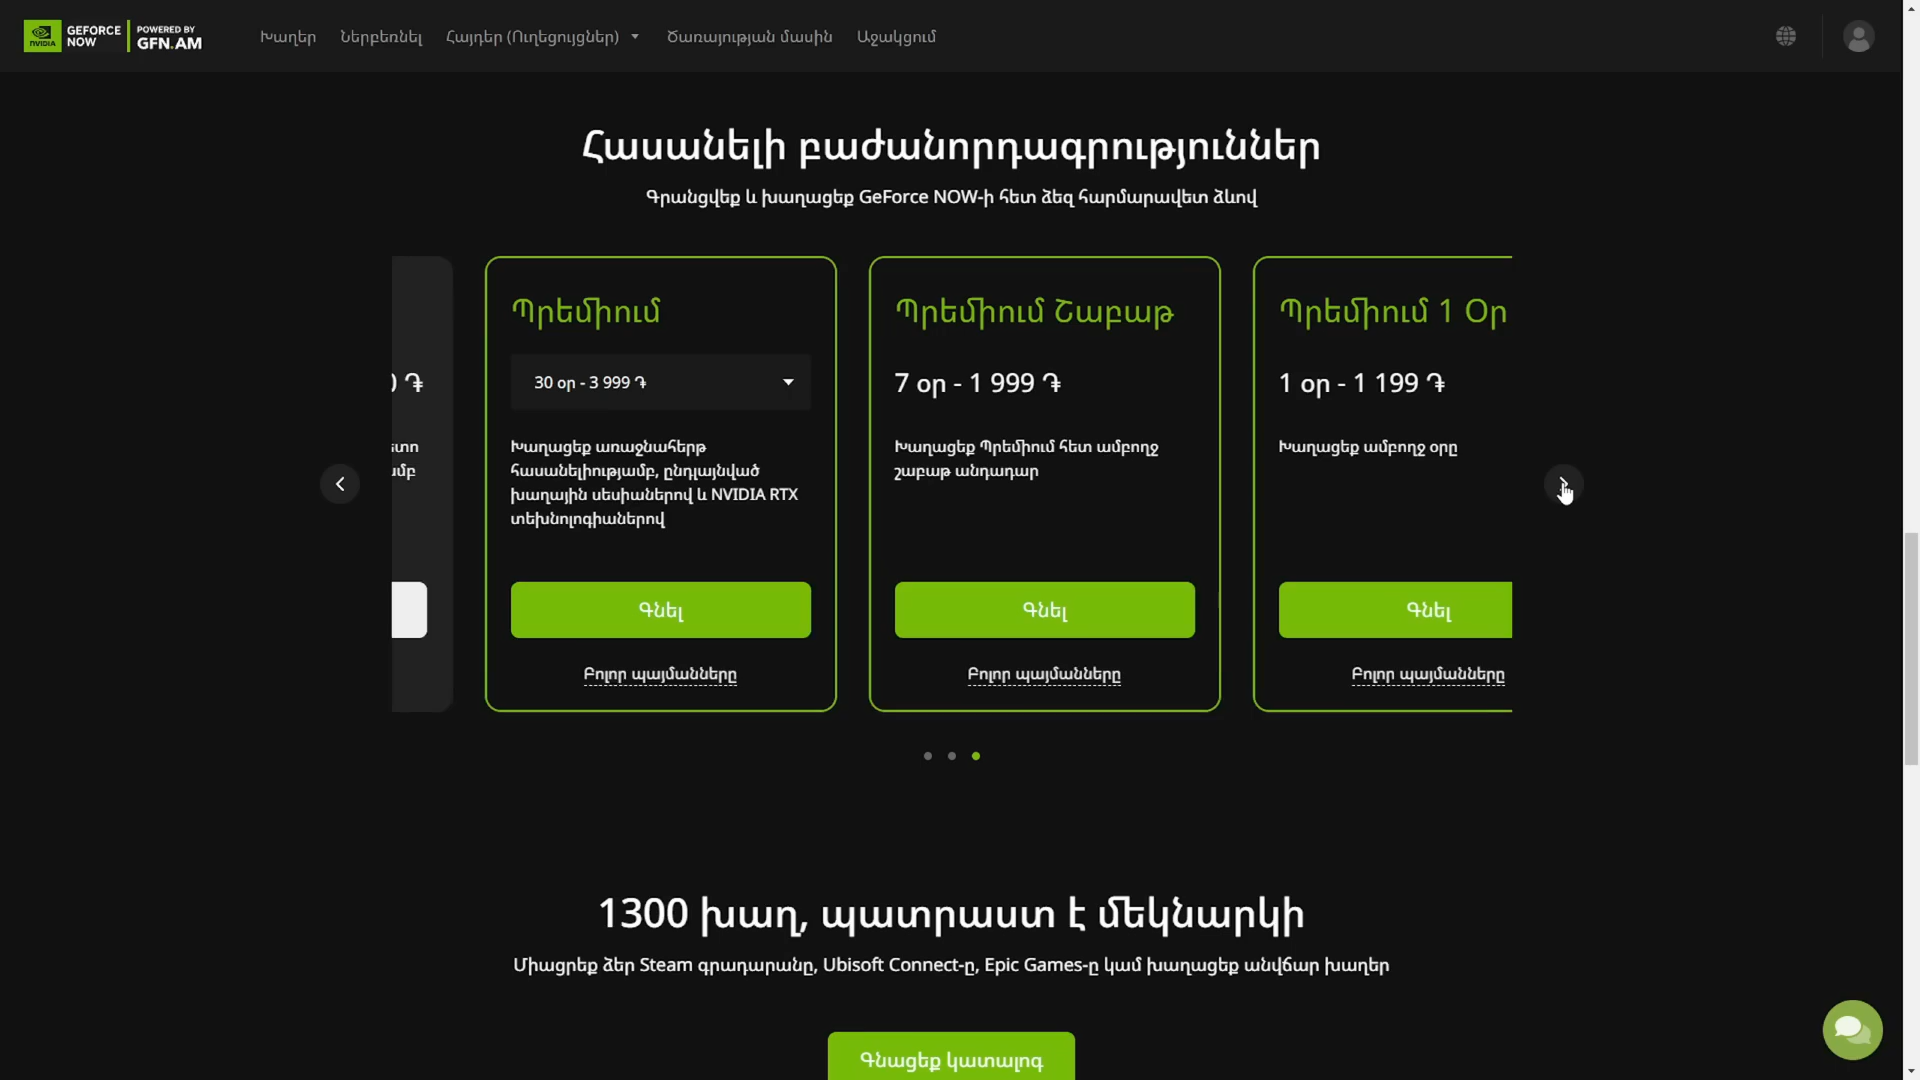 NVIDIA
GEFORCE NOW
POWERED BY
GFN.AM
Խաղեր
Ներբեռնել
Հայդեր (Ուղեցույցներ)
Ծառայության մասին
Աջակցում
Հասանելի բաժանորդագրություններ
Գրանցվեք և խաղացեք GeForce NOW-ի հետ ձեզ հարմարավետ ձևով
Պրեմիում
30 օր - 3 999 ֏
Խաղացեք առաջնահերթ
հասանելիությամբ, ընդլայնված
խաղային սեսիաներով և NVIDIA RTX
տեխնոլոգիաներով
Գնել
Բոլոր պայմանները
Պրեմիում Շաբաթ
7 օր - 1 999 ֏
Խաղացեք Պրեմիում հետ ամբողջ
շաբաթ անդադար
Գնել
Բոլոր պայմանները
Պրեմիում 1 Օր
1 օր - 1 199 ֏
Խաղացեք ամբողջ օրը
Գնել
Բոլոր պայմանները
1300 խաղ, պատրաստ է մեկնարկի
Միացրեք ձեր Steam գրադարանը, Ubisoft Connect-ը, Epic Games-ը կամ խաղացեք անվճար խաղեր
Գնացեք կատալոգ